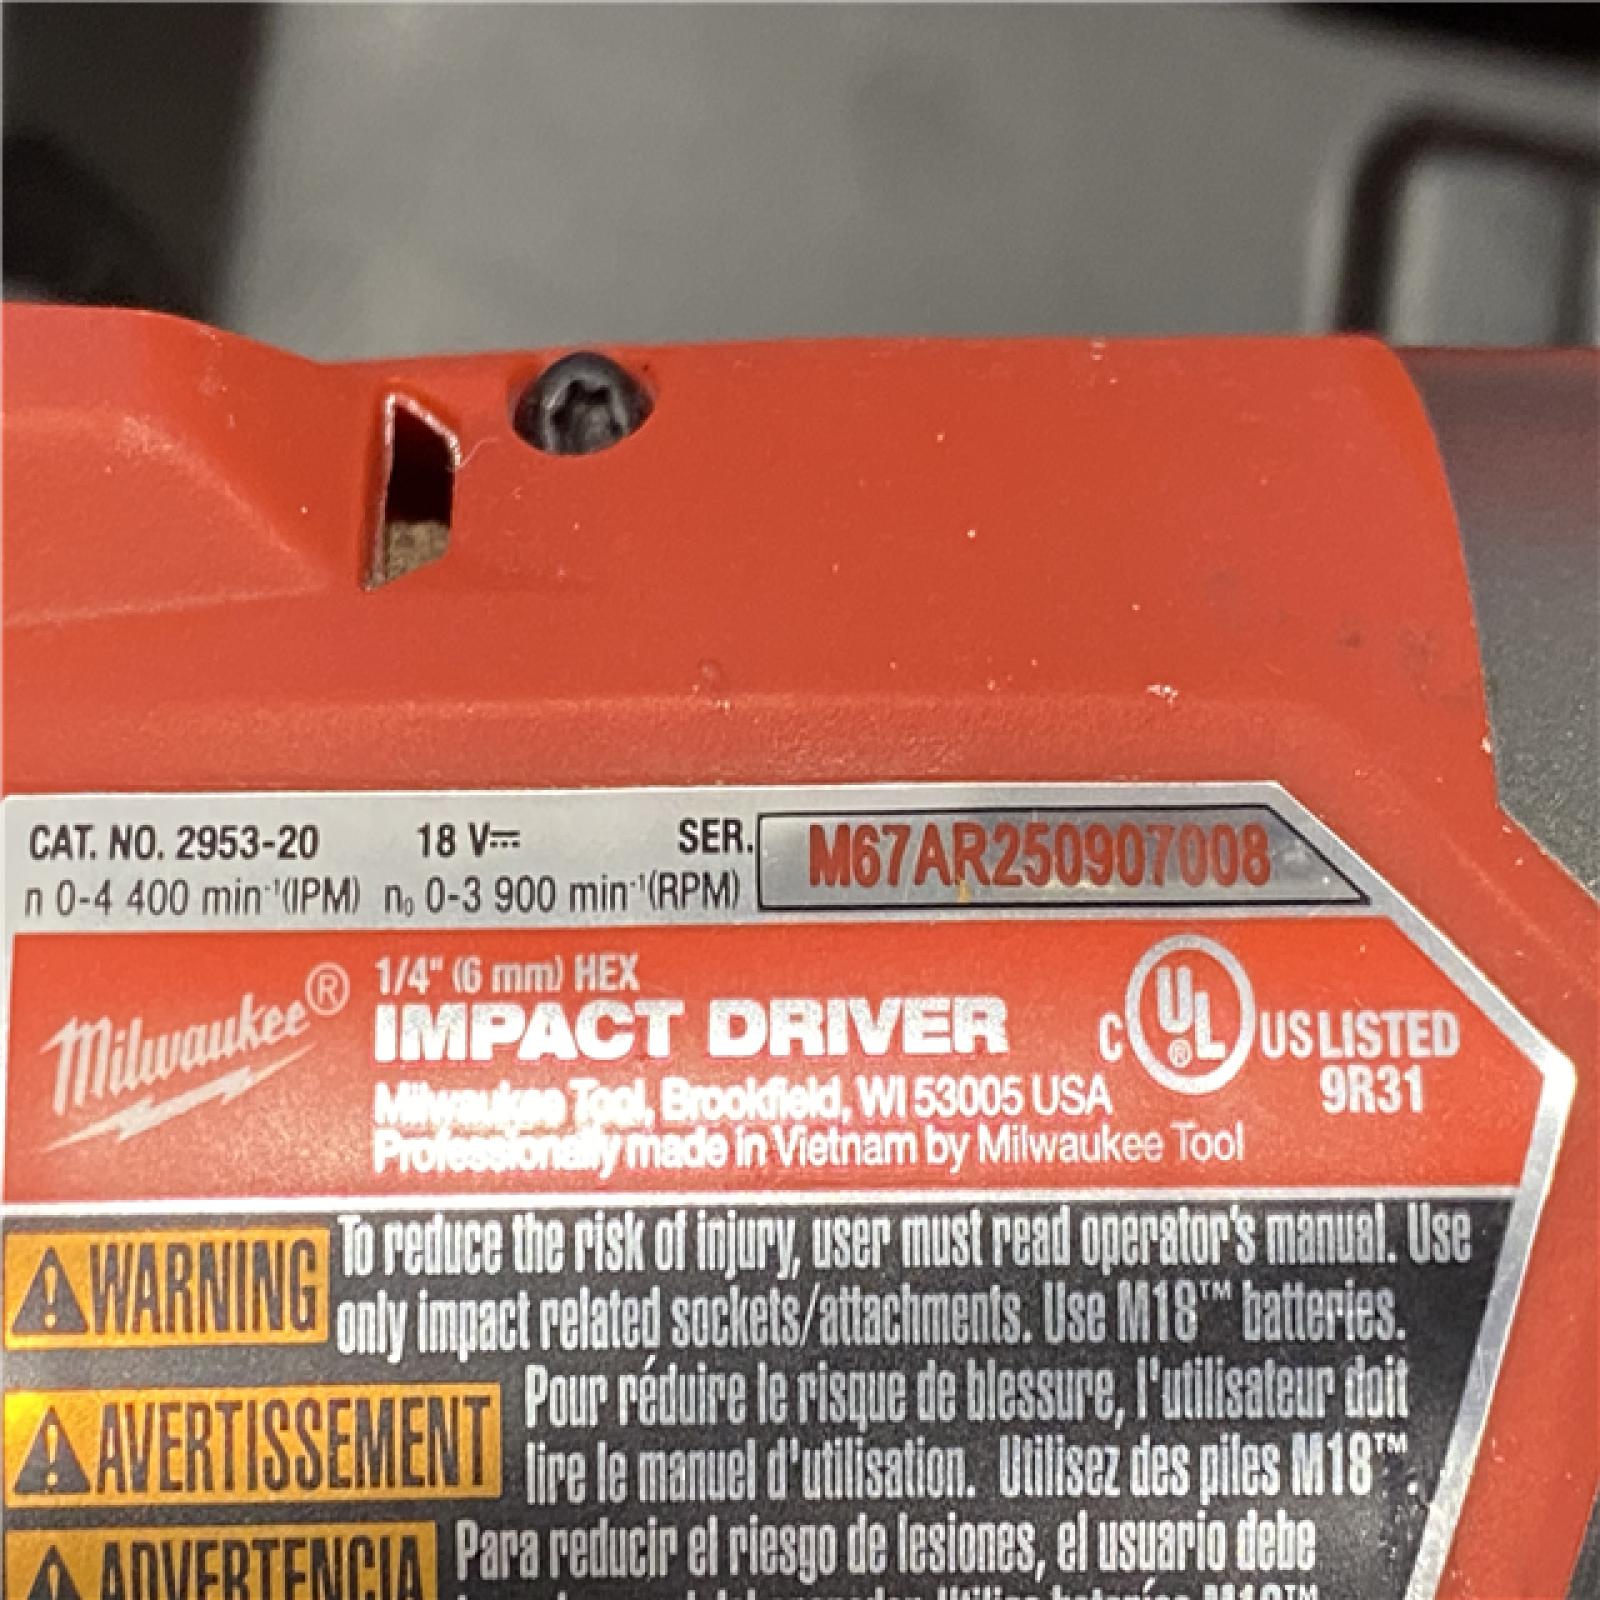 CAT. NO. 2953-20 18 V⎓ SER. M67AR250907008
n 0-4 400 min⁻¹(IPM) n₀ 0-3 900 min⁻¹(RPM)
Milwaukee®
1/4" (6 mm) HEX
IMPACT DRIVER
Milwaukee Tool, Brookfield, WI 53005 USA
Professionally made in Vietnam by Milwaukee Tool
C UL® US LISTED
9R31
WARNING To reduce the risk of injury, user must read operator's manual. Use
only impact related sockets/attachments. Use M18™ batteries.
AVERTISSEMENT Pour réduire le risque de blessure, l'utilisateur doit
lire le manuel d'utilisation. Utilisez des piles M18™.
ADVERTENCIA Para reducir el riesgo de lesiones, el usuario debe
M18™